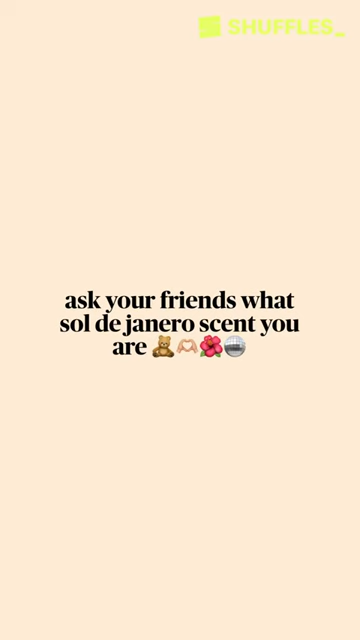 SHUFFLES_
ask your friends what
sol de janero scent you
are 🧸🫶🏼🌺🪩